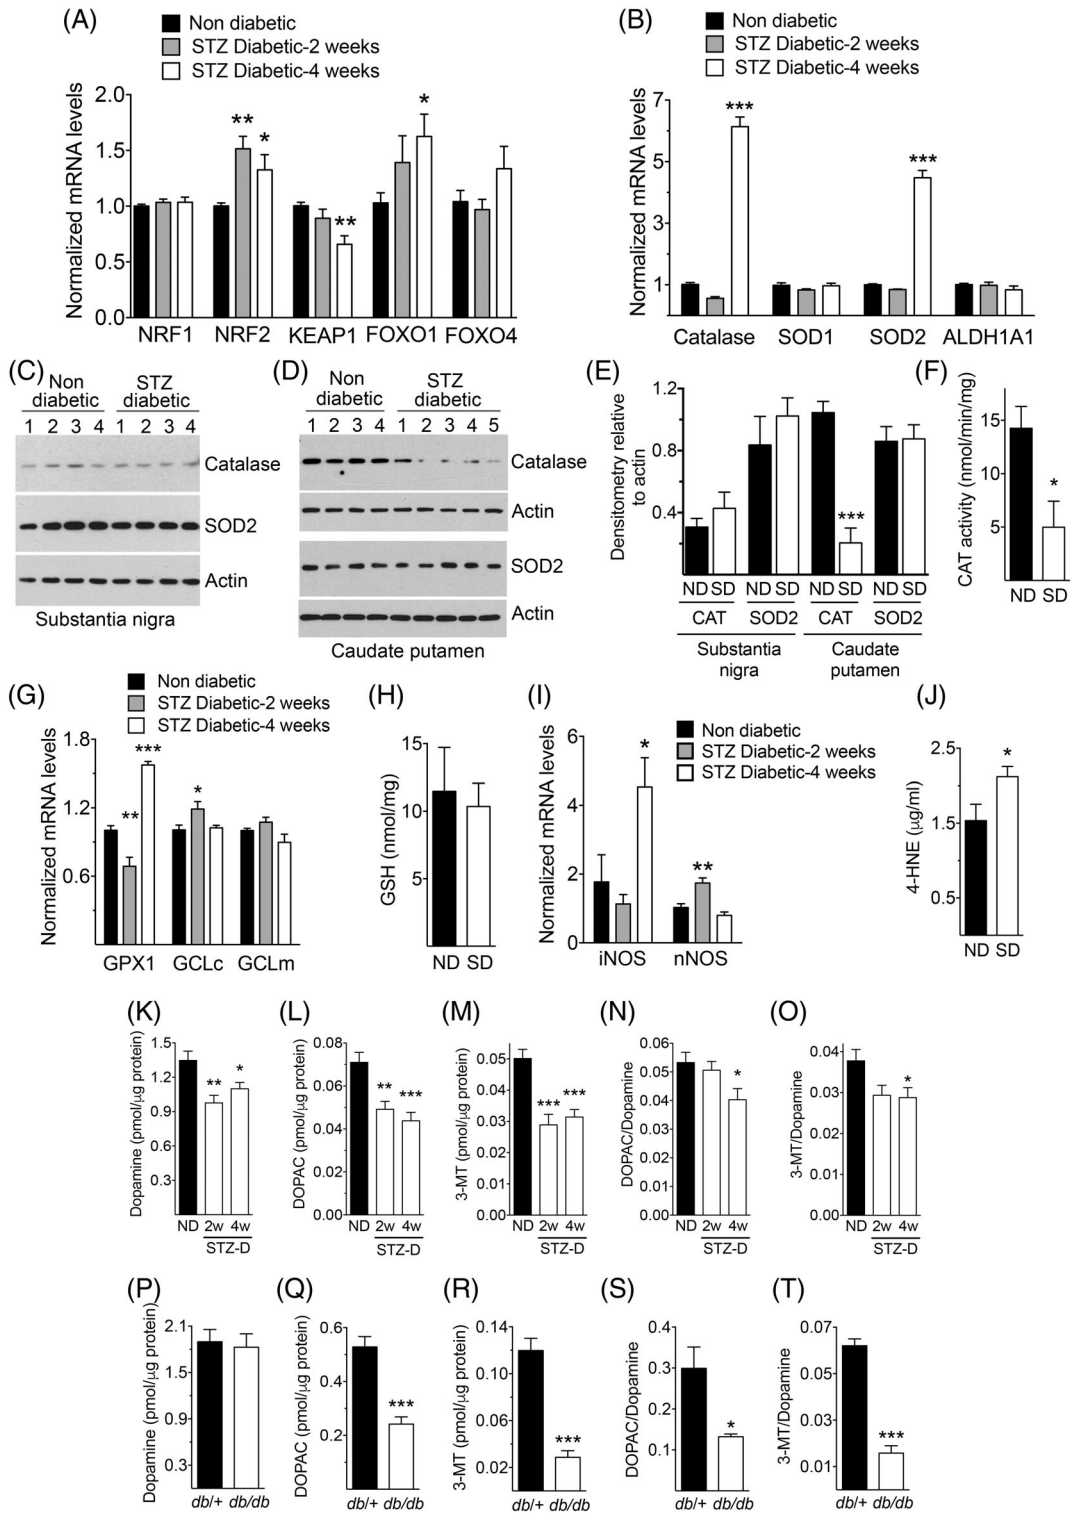 (A)
Non diabetic
STZ Diabetic-2 weeks
STZ Diabetic-4 weeks
Normalized mRNA levels
2.0
1.5
1.0
0.5
0.0
** * ** *
NRF1 NRF2 KEAP1 FOXO1 FOXO4
(B)
Non diabetic
STZ Diabetic-2 weeks
STZ Diabetic-4 weeks
Normalized mRNA levels
7
5
3
1
*** ***
Catalase SOD1 SOD2 ALDH1A1
(C)
Non diabetic
STZ diabetic
1 2 3 4 1 2 3 4
Catalase
SOD2
Actin
Substantia nigra
(D)
Non diabetic
STZ diabetic
1 2 3 4 1 2 3 4 5
Catalase
Actin
SOD2
Actin
Caudate putamen
(E)
Densitometry relative to actin
1.2
0.8
0.4
***
ND SD ND SD ND SD ND SD
CAT SOD2 CAT SOD2
Substantia nigra
Caudate putamen
(F)
CAT activity (nmol/min/mg)
15
10
5
*
ND SD
(G)
Non diabetic
STZ Diabetic-2 weeks
STZ Diabetic-4 weeks
Normalized mRNA levels
1.8
1.2
0.6
** *** *
GPX1 GCLc GCLm
(H)
GSH (nmol/mg)
15
10
5
ND SD
(I)
Non diabetic
STZ Diabetic-2 weeks
STZ Diabetic-4 weeks
Normalized mRNA levels
6
4
2
0
* **
iNOS nNOS
(J)
4-HNE (μg/ml)
2.5
1.5
0.5
*
ND SD
(K)
Dopamine (pmol/μg protein)
1.5
1.2
0.9
0.6
0.3
** *
ND 2w 4w
STZ-D
(L)
DOPAC (pmol/μg protein)
0.08
0.06
0.04
0.02
0.00
** ***
ND 2w 4w
STZ-D
(M)
3-MT (pmol/μg protein)
0.05
0.04
0.03
0.02
0.01
0.00
*** ***
ND 2w 4w
STZ-D
(N)
DOPAC/Dopamine
0.06
0.05
0.04
0.03
0.02
0.01
0.00
*
ND 2w 4w
STZ-D
(O)
3-MT/Dopamine
0.04
0.03
0.02
0.01
0.00
*
ND 2w 4w
STZ-D
(P)
Dopamine (pmol/μg protein)
2.1
1.5
0.9
0.3
db/+ db/db
(Q)
DOPAC (pmol/μg protein)
0.6
0.4
0.2
***
db/+ db/db
(R)
3-MT (pmol/μg protein)
0.14
0.10
0.06
0.02
***
db/+ db/db
(S)
DOPAC/Dopamine
0.4
0.3
0.2
0.1
*
db/+ db/db
(T)
3-MT/Dopamine
0.07
0.05
0.03
0.01
***
db/+ db/db